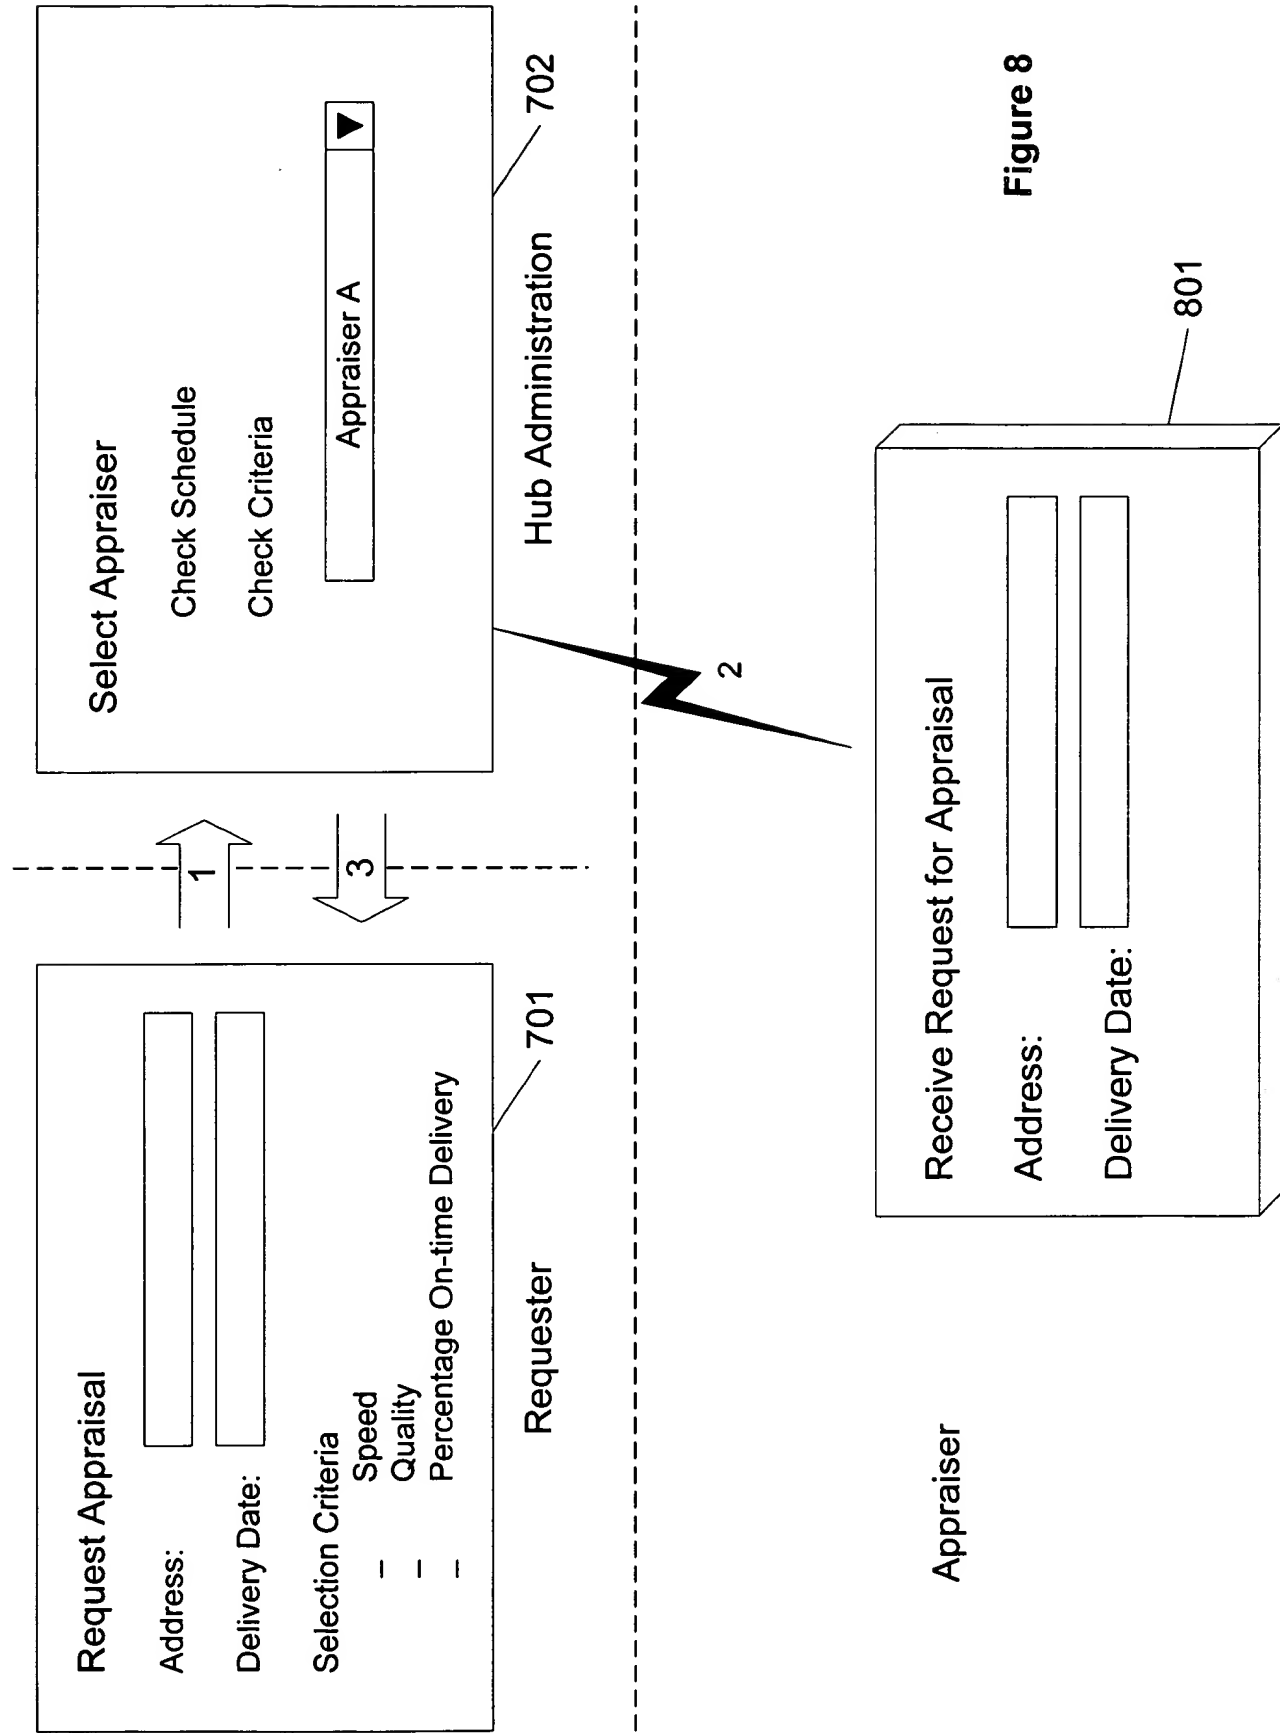 Request Appraisal
Address:
Delivery Date:
Selection Criteria
– Speed
– Quality
– Percentage On-time Delivery
701
Requester
1
3
Select Appraiser
Check Schedule
Check Criteria
Appraiser A
702
Hub Administration
2
Receive Request for Appraisal
Address:
Delivery Date:
801
Appraiser
Figure 8